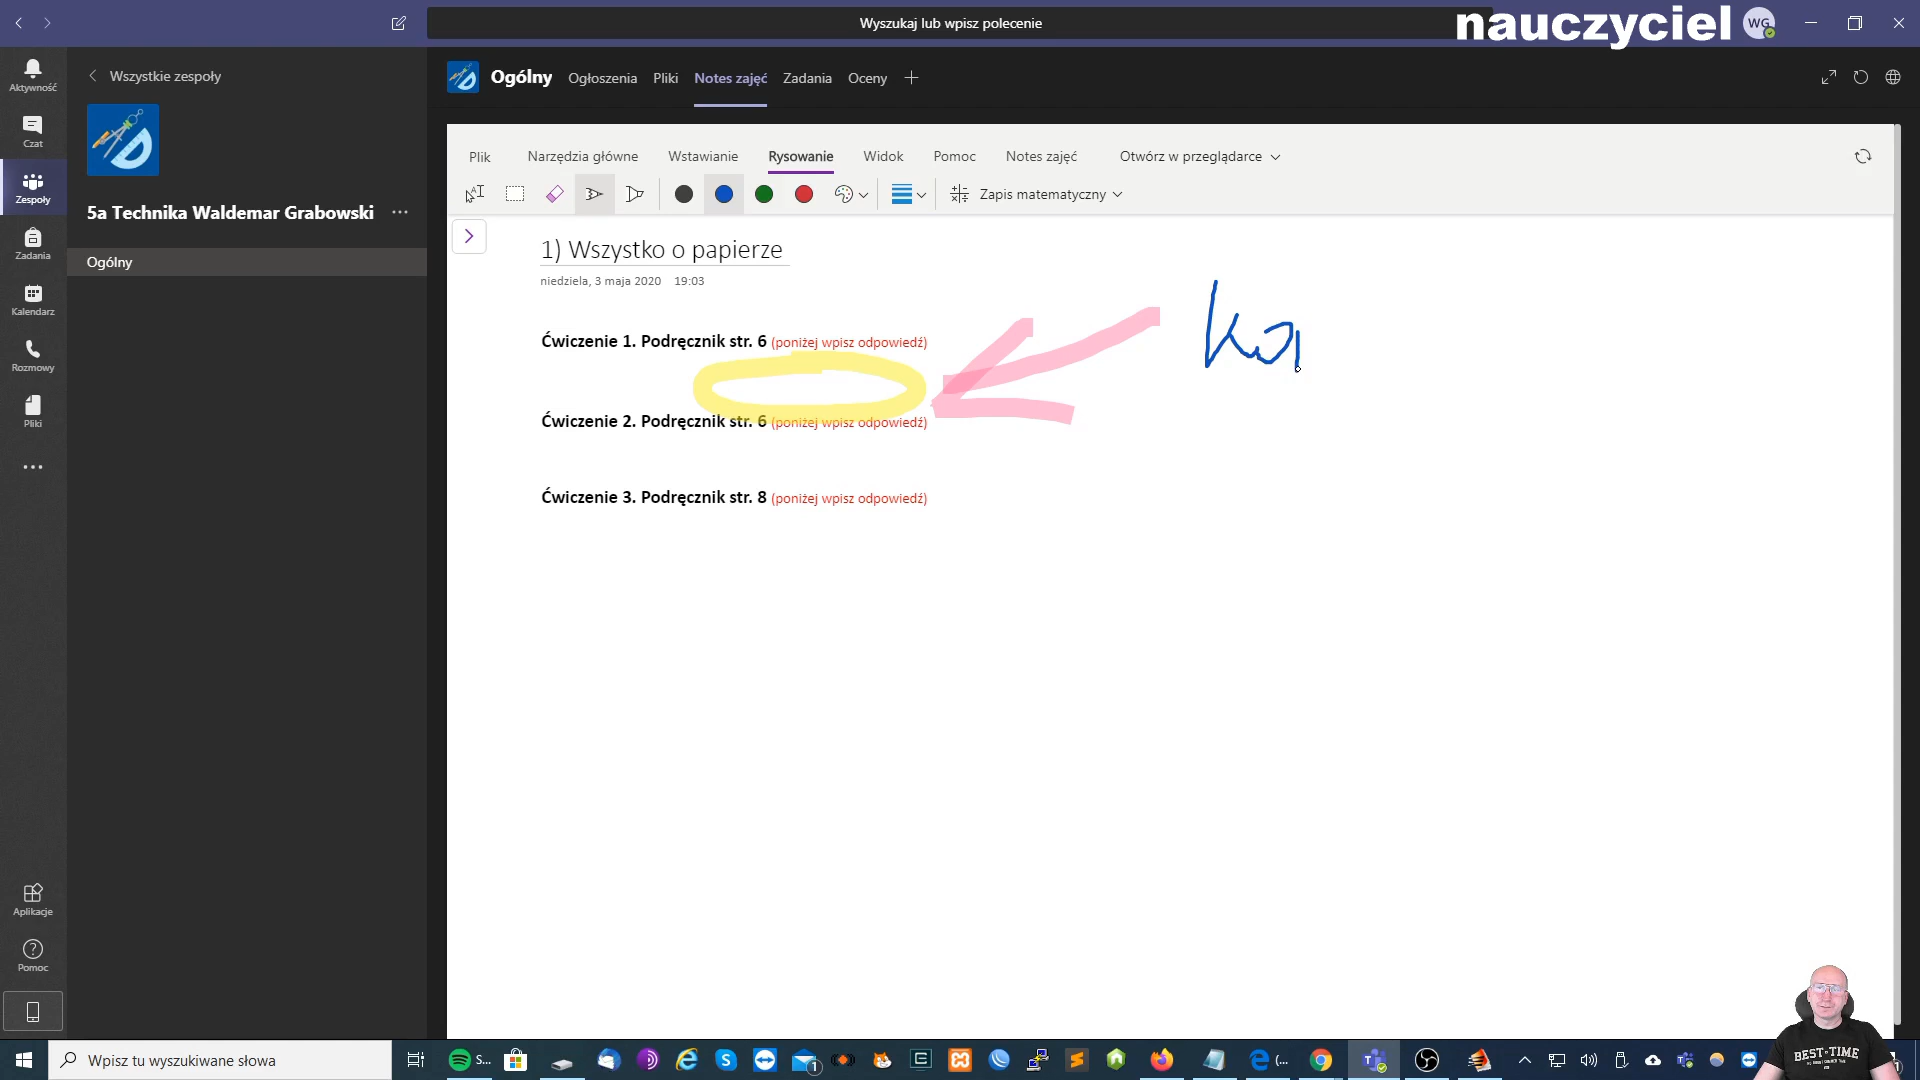 Wyszukaj lub wpisz polecenie
nauczyciel
WG
Aktywność
Czat
Zespoły
Zadania
Kalendarz
Rozmowy
Pliki
Aplikacje
Pomoc
Wszystkie zespoły
5a Technika Waldemar Grabowski
Ogólny
Ogólny Ogłoszenia Pliki Notes zajęć Zadania Oceny
Plik Narzędzia główne Wstawianie Rysowanie Widok Pomoc Notes zajęć Otwórz w przeglądarce
Zapis matematyczny
1) Wszystko o papierze
niedziela, 3 maja 2020 19:03
Ćwiczenie 1. Podręcznik str. 6 (poniżej wpisz odpowiedź)
Ćwiczenie 2. Podręcznik str. 6 (poniżej wpisz odpowiedź)
Ćwiczenie 3. Podręcznik str. 8 (poniżej wpisz odpowiedź)
ka
BEST-TIME
Wpisz tu wyszukiwane słowa
S...
(...